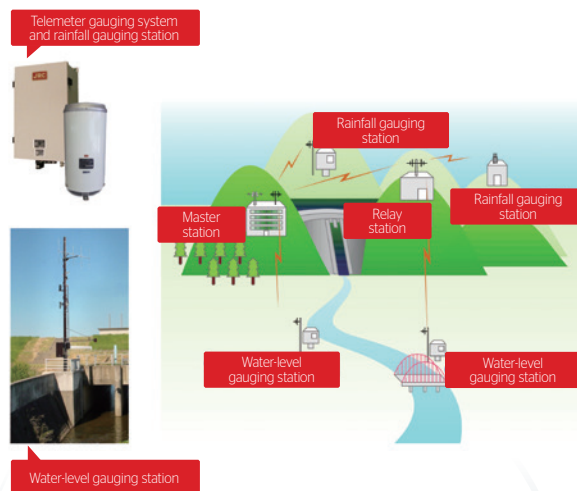 Telemeter gauging system
and rainfall gauging station
JRC
Rainfall gauging
station
Rainfall gauging
station
Master
station
Relay
station
Water-level
gauging station
Water-level
gauging station
Water-level gauging station